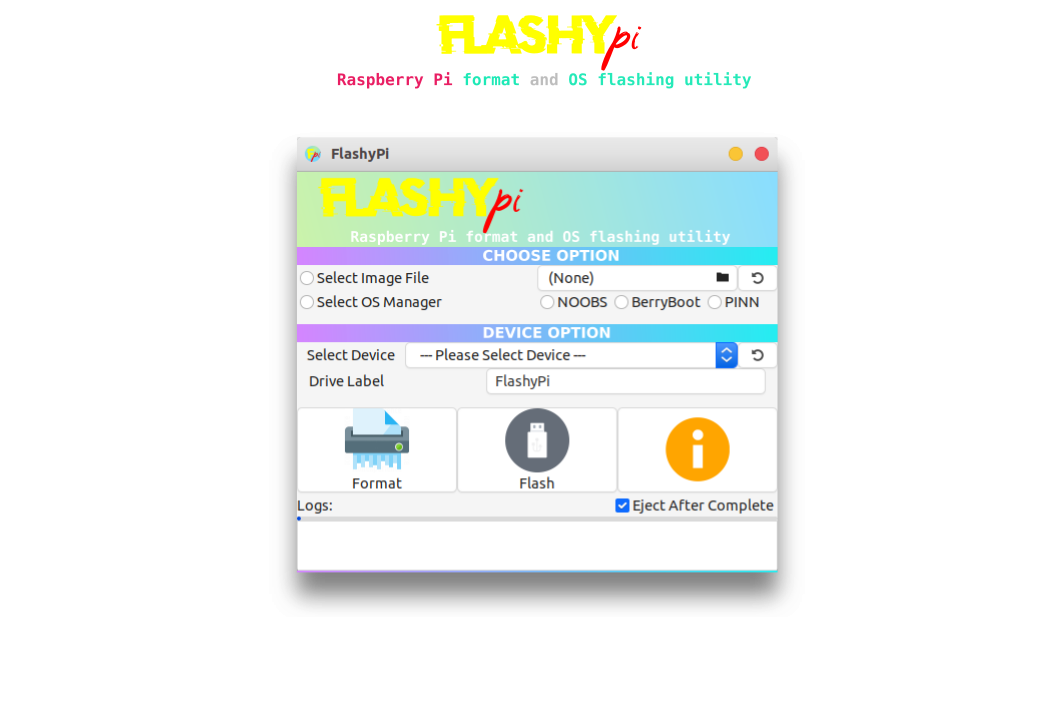 FLASHYpi
Raspberry Pi format and OS flashing utility
FlashyPi
FLASHYpi
Raspberry Pi format and OS flashing utility
CHOOSE OPTION
Select Image File (None)
Select OS Manager NOOBS BerryBoot PINN
DEVICE OPTION
Select Device --- Please Select Device ---
Drive Label FlashyPi
Format Flash
Logs: Eject After Complete